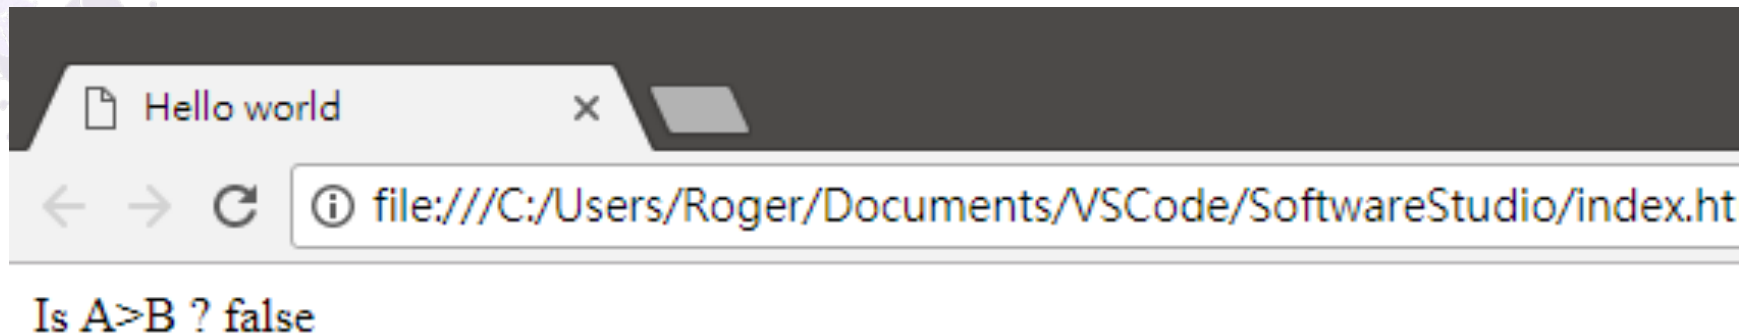 Hello world
file:///C:/Users/Roger/Documents/VSCode/SoftwareStudio/index.ht
Is A>B ? false